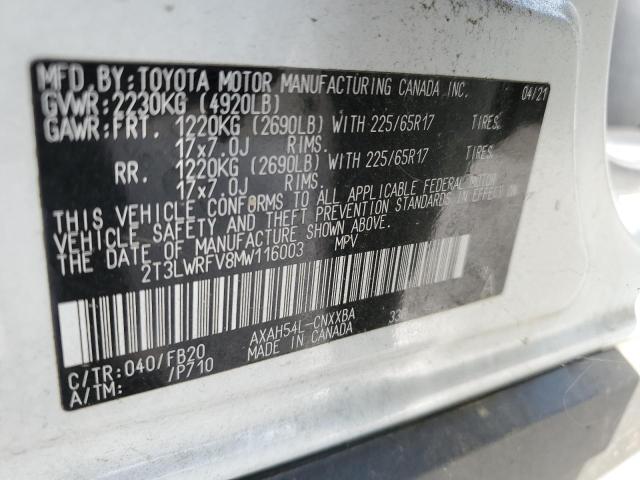 MFD. BY: TOYOTA MOTOR MANUFACTURING CANADA INC. 04/21
GVWR: 2230KG (4920LB)
GAWR: FRT. 1220KG (2690LB) WITH 225/65R17 TIRES.
17x7.0J RIMS.
RR. 1220KG (2690LB) WITH 225/65R17 TIRES.
17x7.0J RIMS.
THIS VEHICLE CONFORMS TO ALL APPLICABLE FEDERAL MOTOR
VEHICLE SAFETY AND THEFT PREVENTION STANDARDS IN EFFECT ON
THE DATE OF MANUFACTURE SHOWN ABOVE.
2T3LWRFV8MW116003 MPV
A
C/TR: 040/FB20 AXAH54L-CNXXBA
A/TM: /P710 MADE IN CANADA